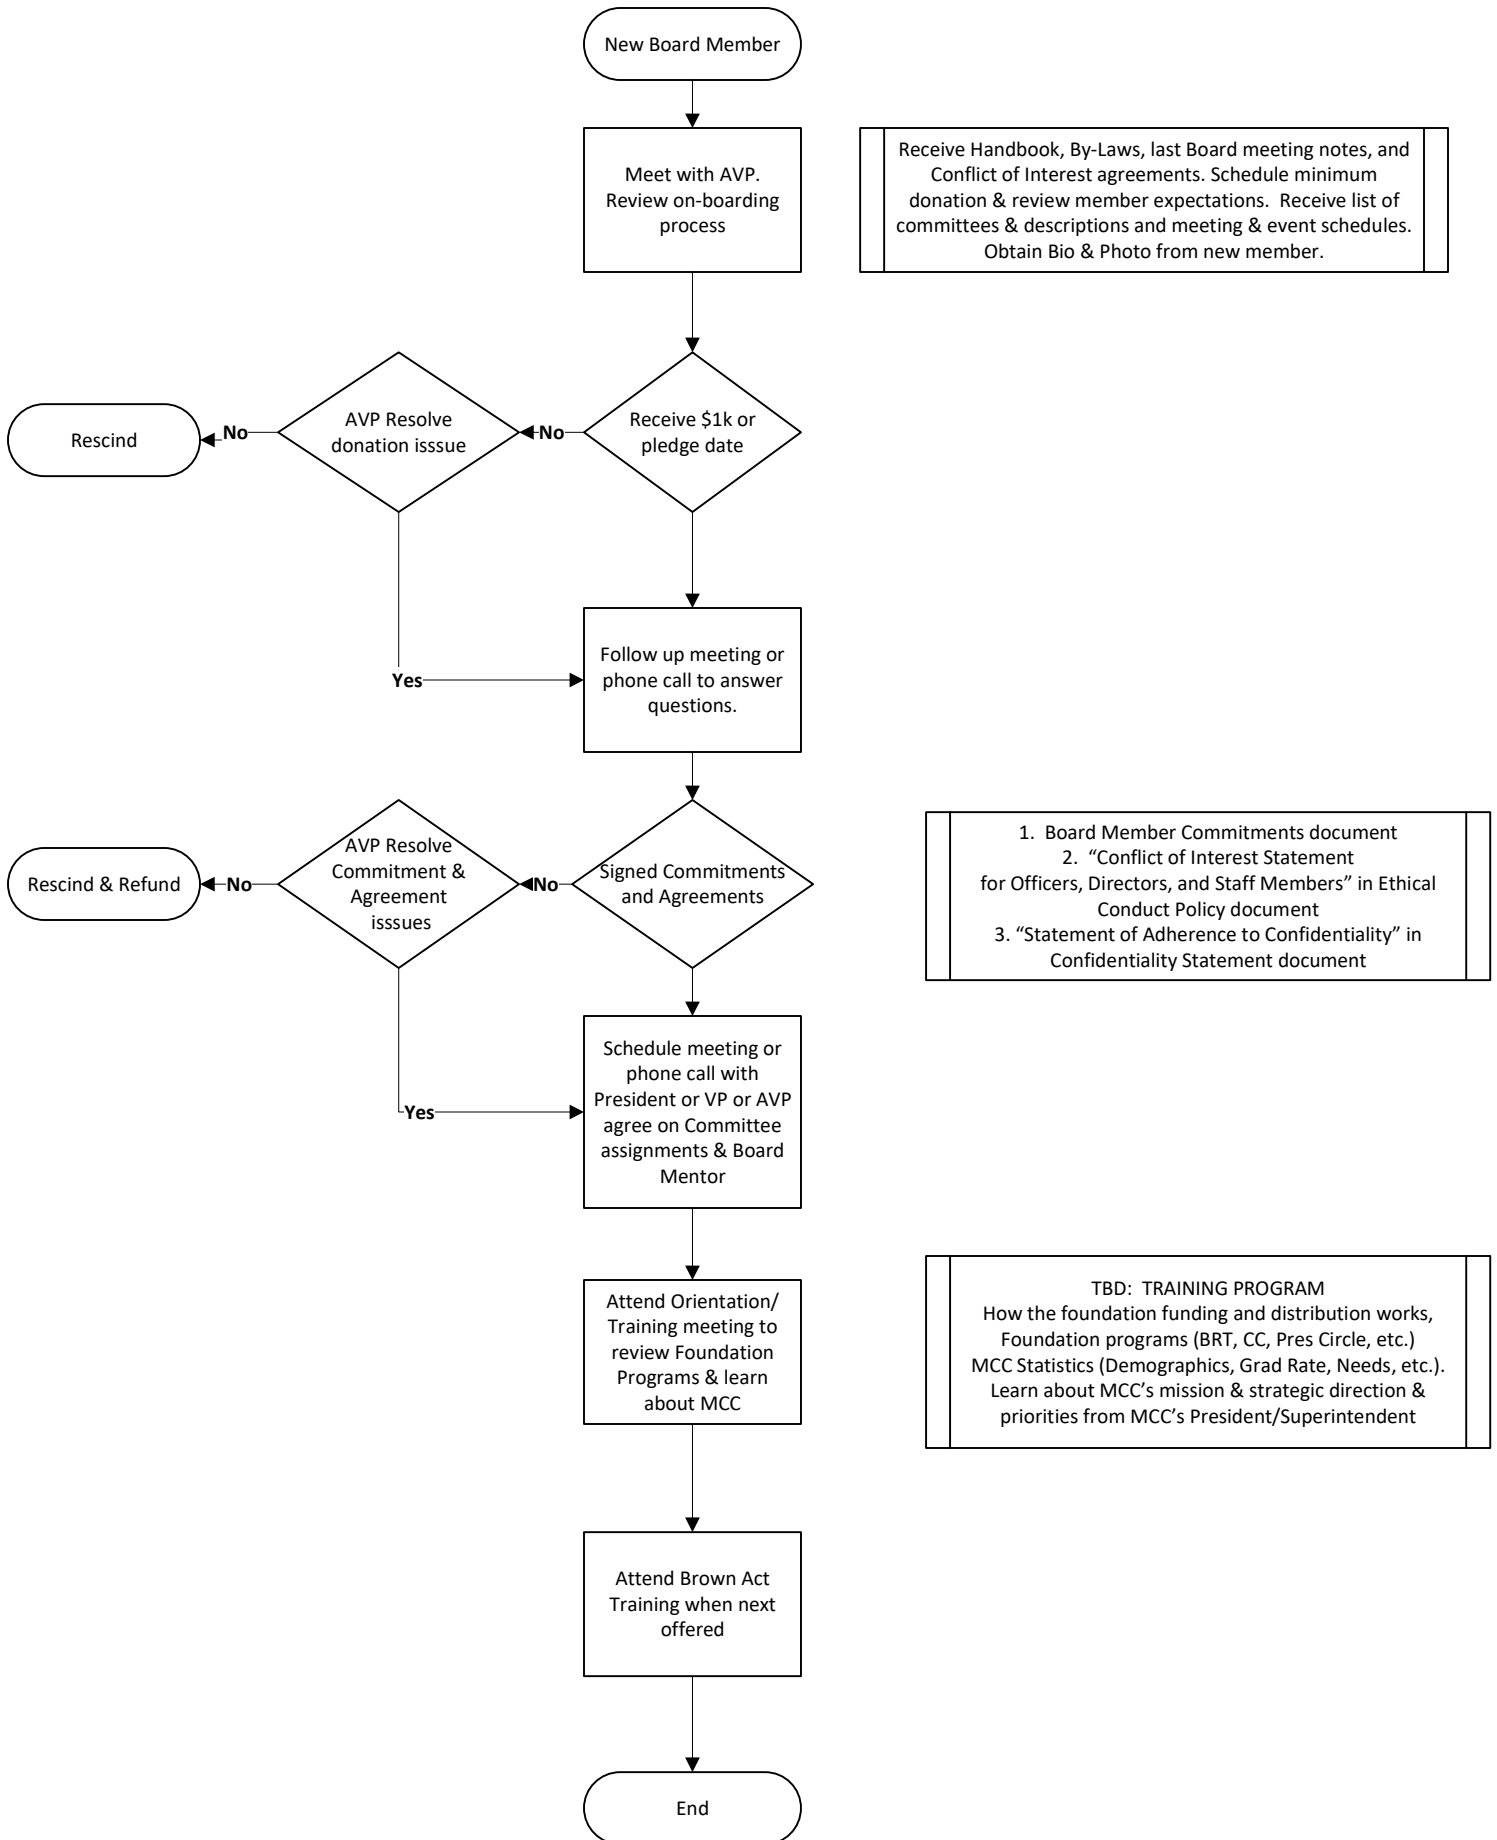 New Board Member
Meet with AVP.
Review on-boarding
process
Receive Handbook, By-Laws, last Board meeting notes, and
Conflict of Interest agreements. Schedule minimum
donation & review member expectations.  Receive list of
committees & descriptions and meeting & event schedules.
Obtain Bio & Photo from new member.
Rescind
No
AVP Resolve
donation isssue
No
Receive $1k or
pledge date
Yes
Follow up meeting or
phone call to answer
questions.
Rescind & Refund
No
AVP Resolve
Commitment &
Agreement
isssues
No
Signed Commitments
and Agreements
1.  Board Member Commitments document
2.  “Conflict of Interest Statement
for Officers, Directors, and Staff Members” in Ethical
Conduct Policy document
3. “Statement of Adherence to Confidentiality” in
Confidentiality Statement document
Yes
Schedule meeting or
phone call with
President or VP or AVP
agree on Committee
assignments & Board
Mentor
Attend Orientation/
Training meeting to
review Foundation
Programs & learn
about MCC
TBD:  TRAINING PROGRAM
How the foundation funding and distribution works,
Foundation programs (BRT, CC, Pres Circle, etc.)
MCC Statistics (Demographics, Grad Rate, Needs, etc.).
Learn about MCC’s mission & strategic direction &
priorities from MCC’s President/Superintendent
Attend Brown Act
Training when next
offered
End